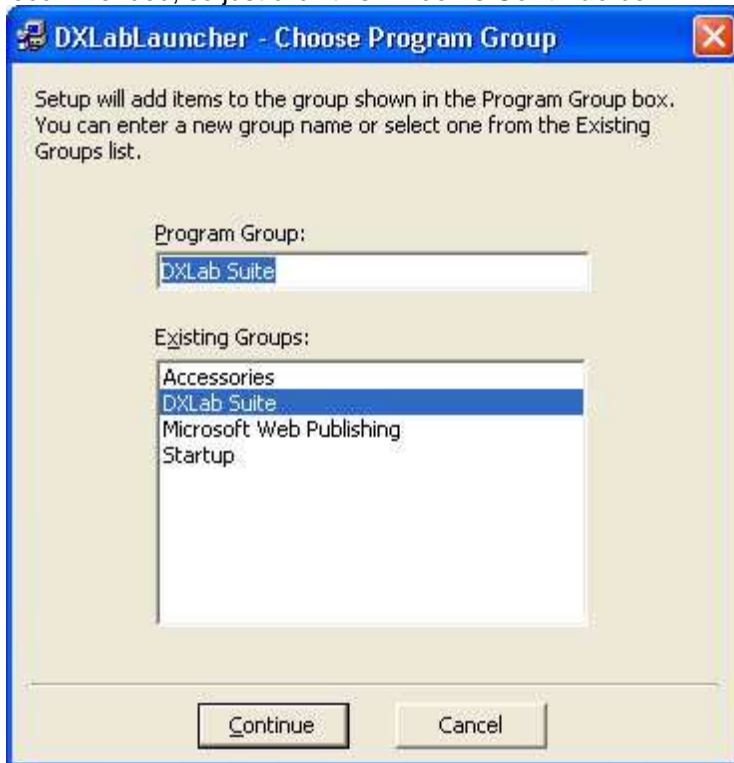 DXLabLauncher - Choose Program Group
Setup will add items to the group shown in the Program Group box.
You can enter a new group name or select one from the Existing
Groups list.
Program Group:
DXLab Suite
Existing Groups:
Accessories
DXLab Suite
Microsoft Web Publishing
Startup
Continue
Cancel